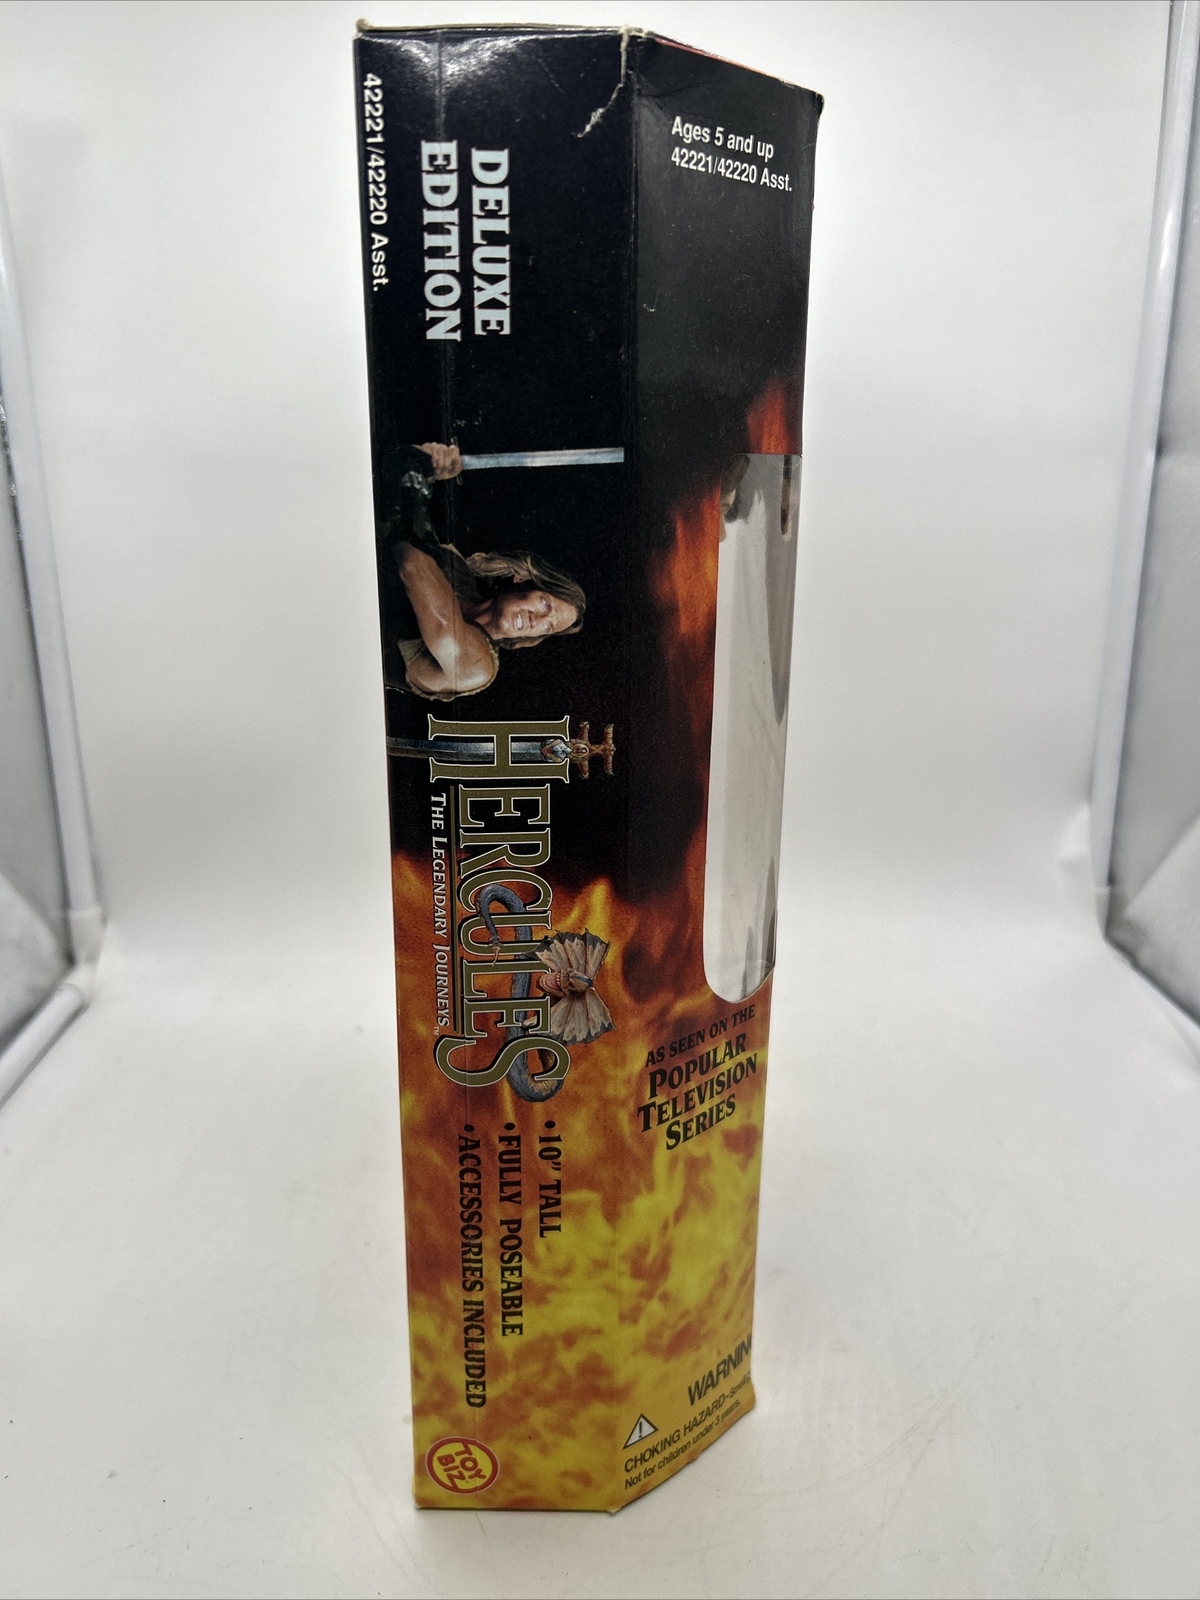 42221/42220 Asst.
DELUXE
EDITION
HERCULES
THE LEGENDARY JOURNEYS™
• 10" TALL
• FULLY POSEABLE
• ACCESSORIES INCLUDED
TOY
BIZ
Ages 5 and up
42221/42220 Asst.
AS SEEN ON THE
POPULAR
TELEVISION
SERIES
CHOKING HAZARD-Small
Not for children under 3 years.